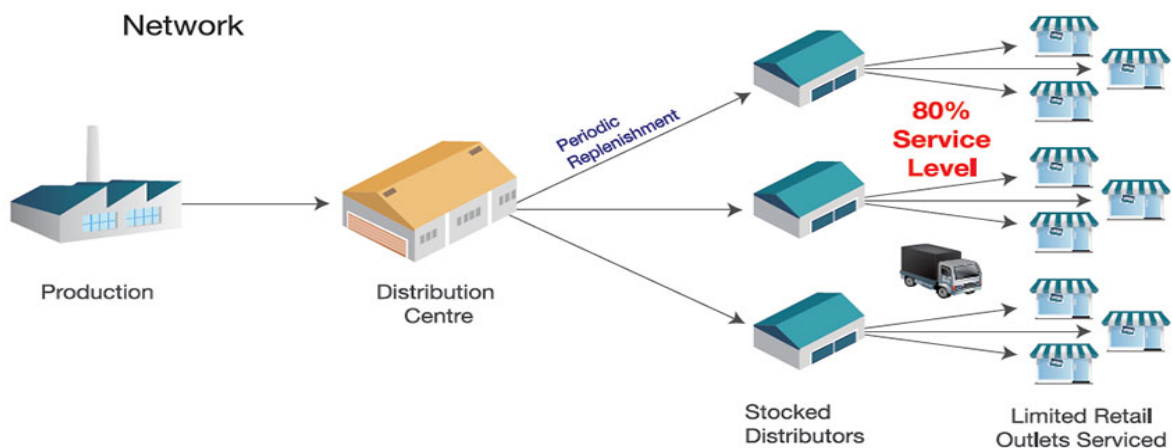 Network
Periodic
Replenishment
80%
Service
Level
Production
Distribution
Centre
Stocked
Distributors
Limited Retail
Outlets Serviced